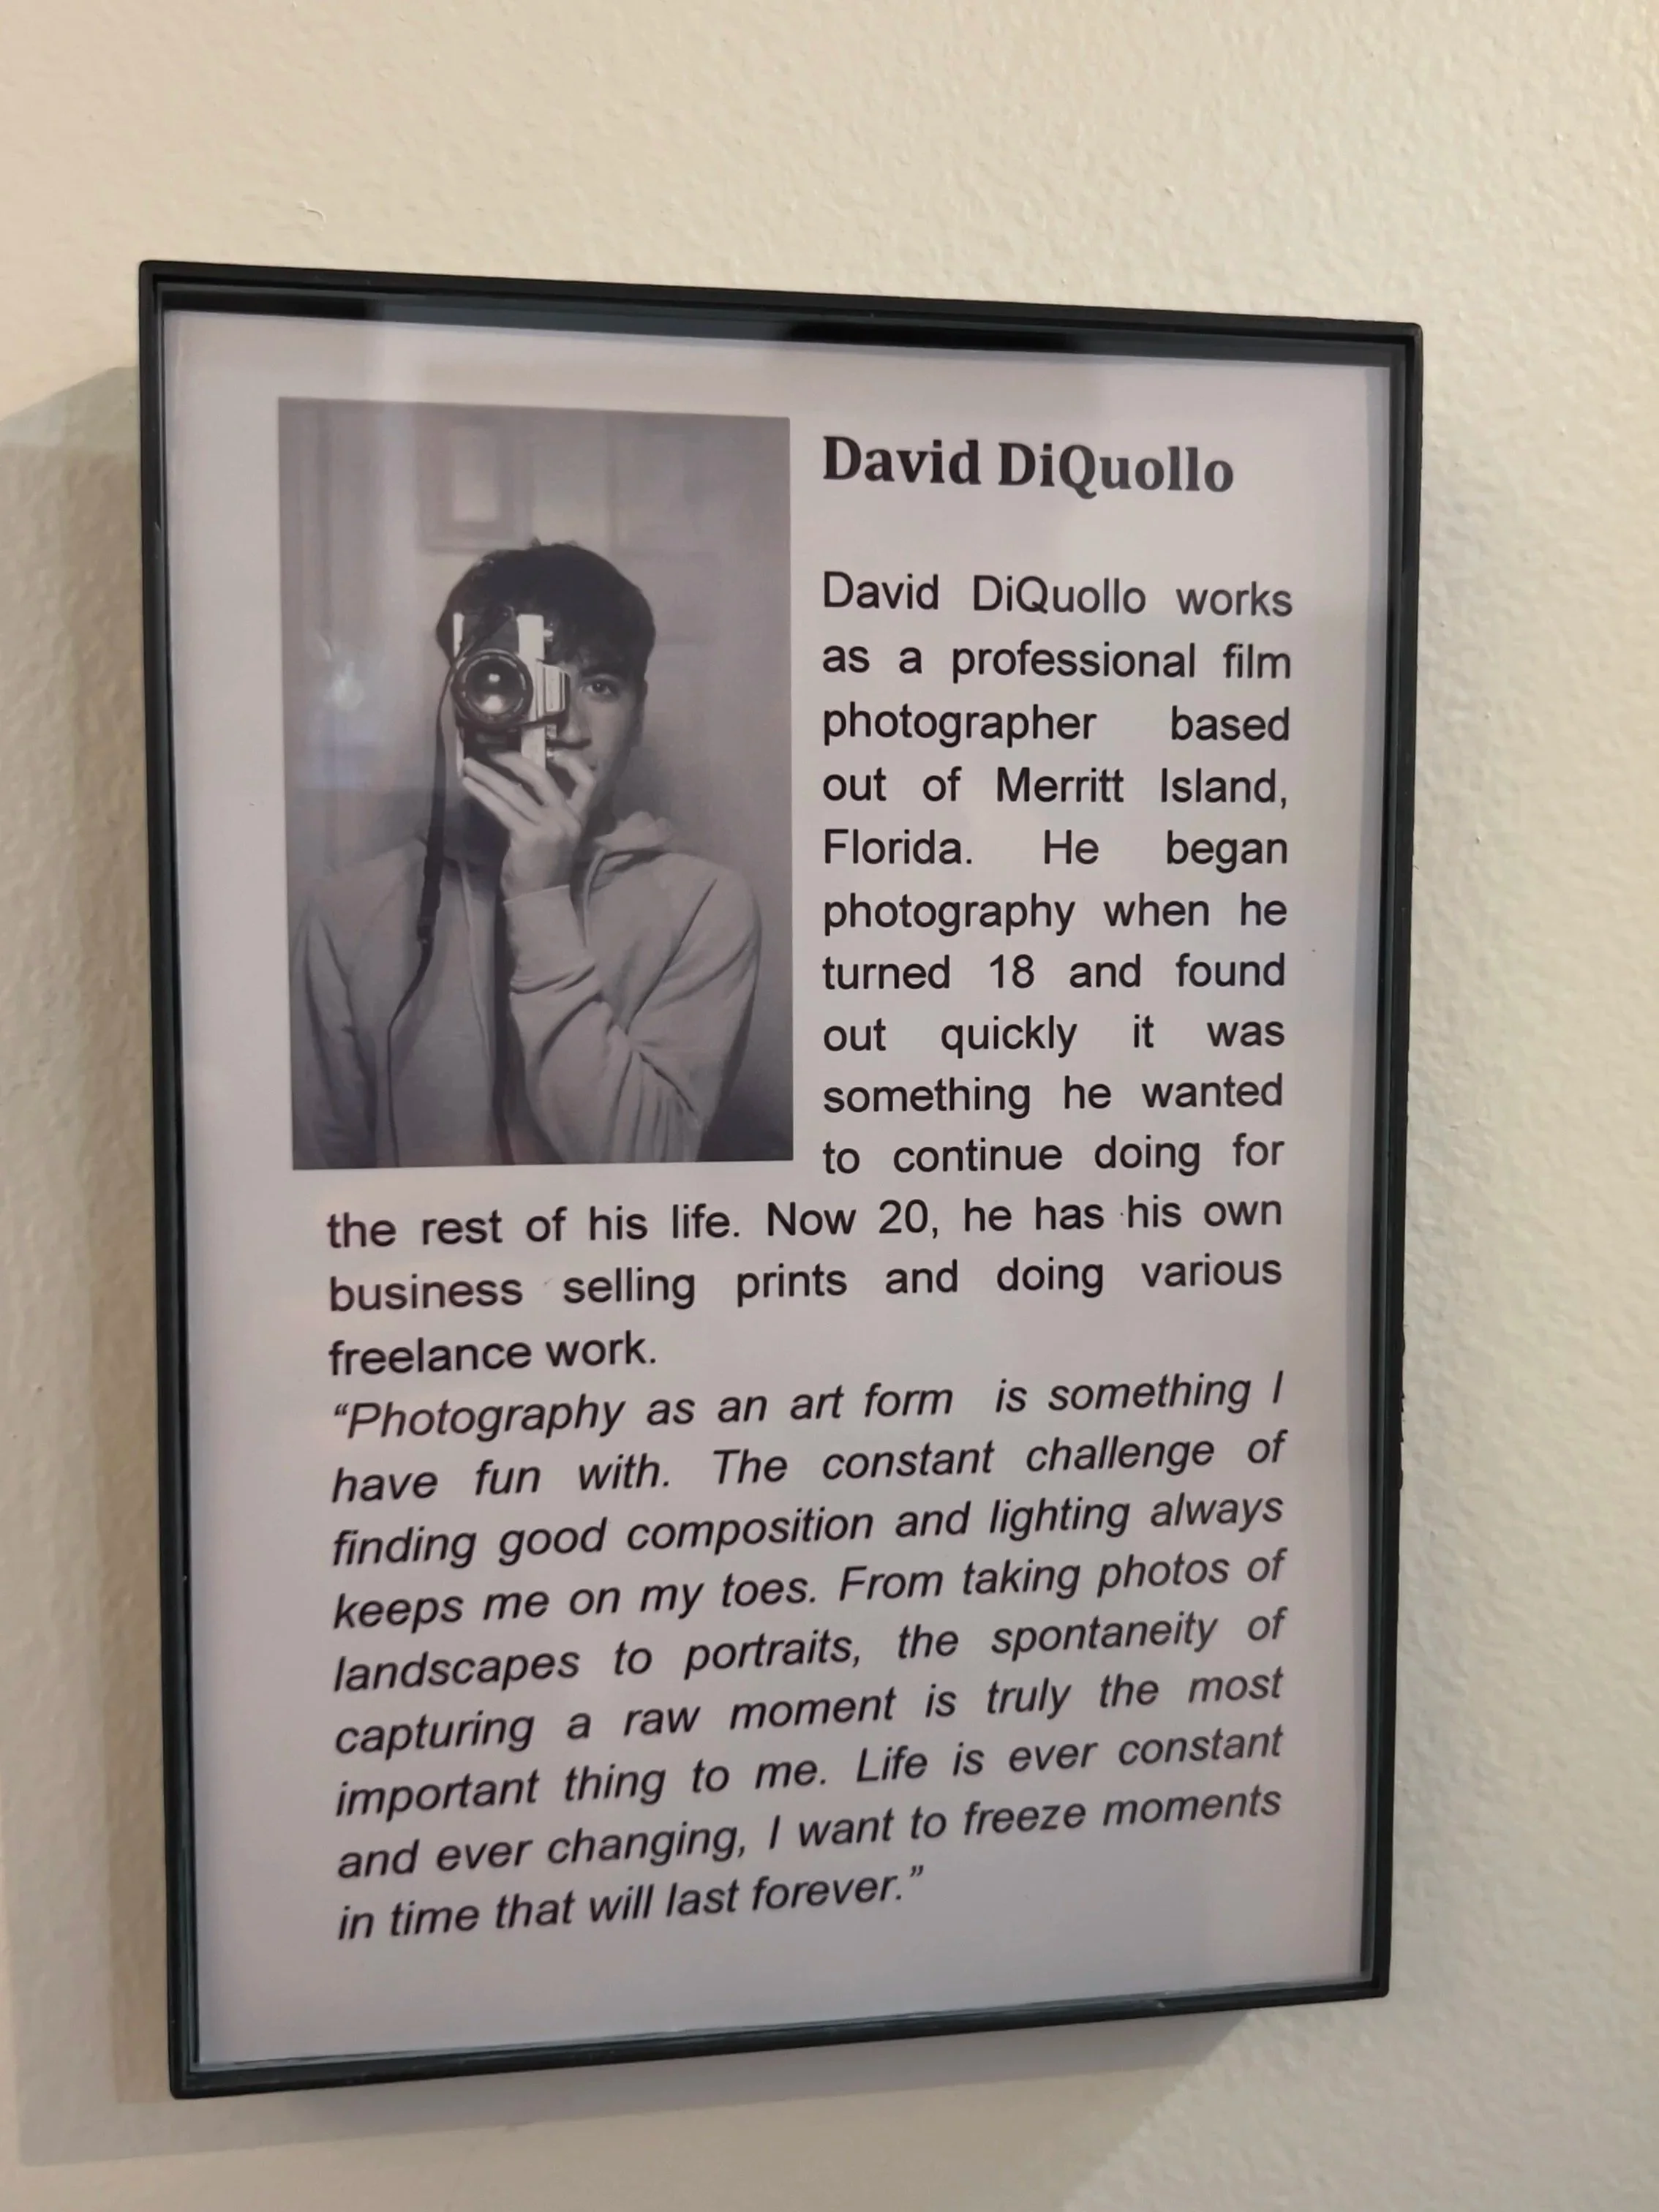 David DiQuollo
David DiQuollo works
as a professional film
photographer based
out of Merritt Island,
Florida. He began
photography when he
turned 18 and found
out quickly it was
something he wanted
to continue doing for
the rest of his life. Now 20, he has his own
business selling prints and doing various
freelance work.
“Photography as an art form is something I
have fun with. The constant challenge of
finding good composition and lighting always
keeps me on my toes. From taking photos of
landscapes to portraits, the spontaneity of
capturing a raw moment is truly the most
important thing to me. Life is ever constant
and ever changing, I want to freeze moments
in time that will last forever.”